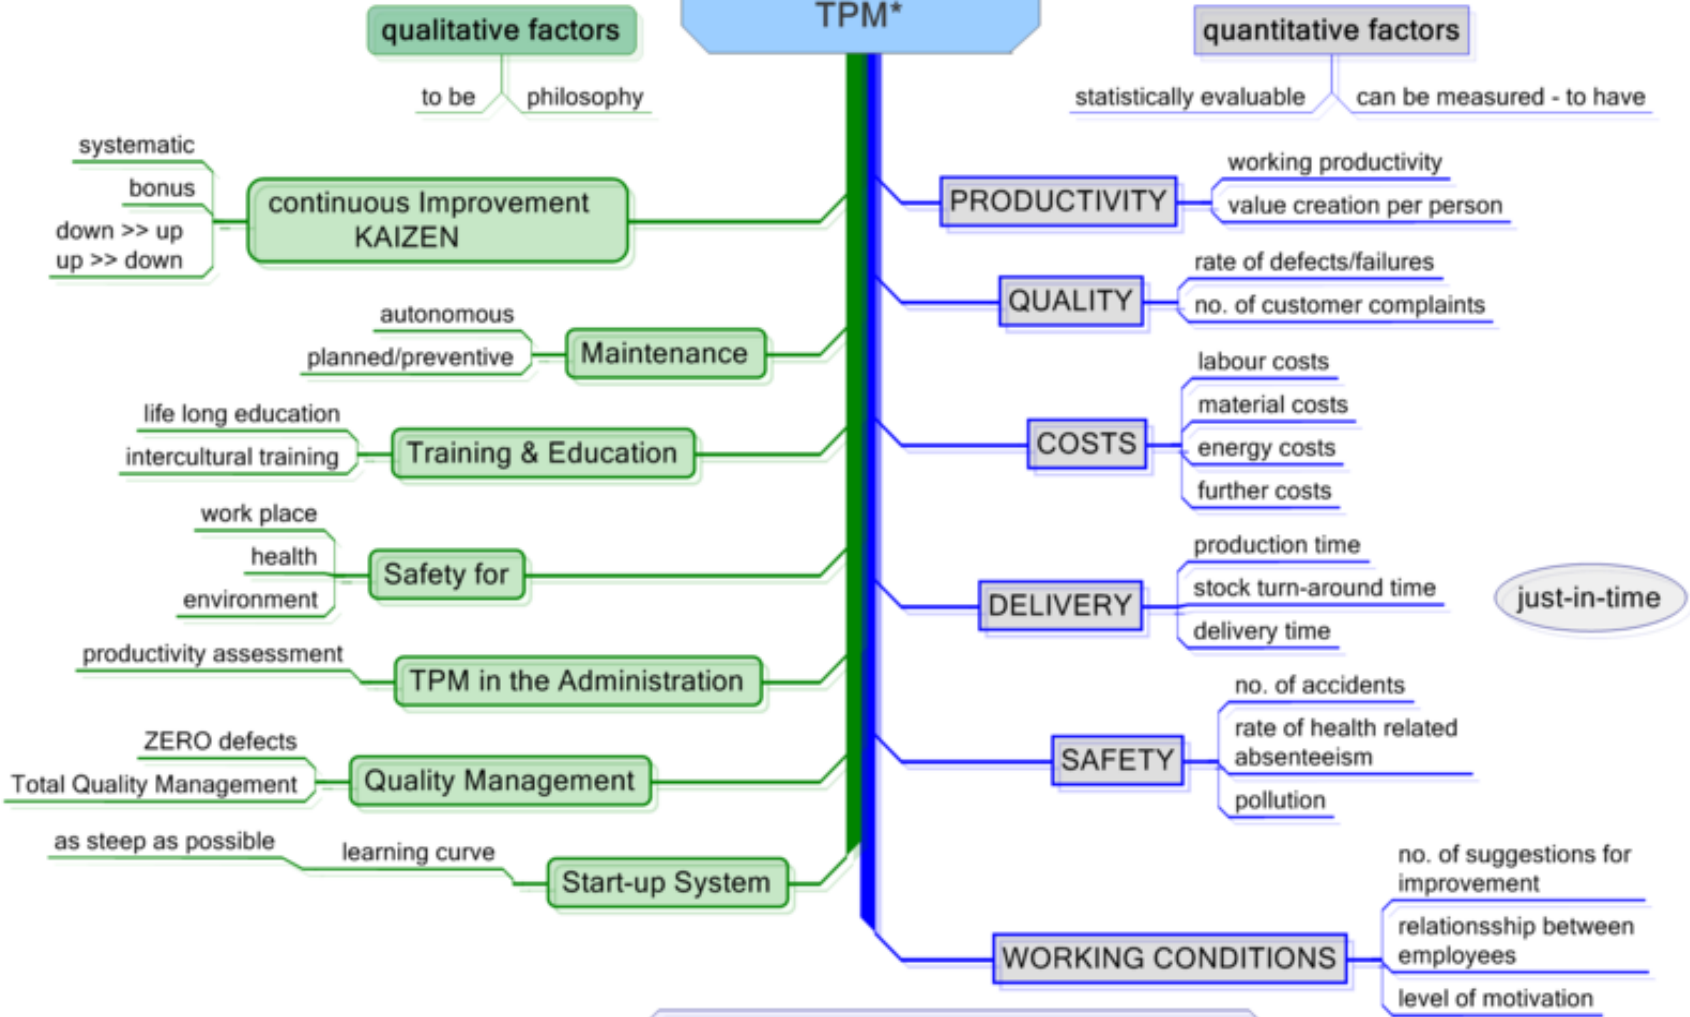 TPM*
qualitative factors
to be
philosophy
systematic
bonus
down >> up
up >> down
continuous Improvement
KAIZEN
autonomous
planned/preventive
Maintenance
life long education
intercultural training
Training & Education
work place
health
environment
Safety for
productivity assessment
TPM in the Administration
ZERO defects
Total Quality Management
Quality Management
as steep as possible
learning curve
Start-up System
quantitative factors
statistically evaluable
can be measured - to have
PRODUCTIVITY
working productivity
value creation per person
QUALITY
rate of defects/failures
no. of customer complaints
COSTS
labour costs
material costs
energy costs
further costs
DELIVERY
production time
stock turn-around time
delivery time
just-in-time
SAFETY
no. of accidents
rate of health related
absenteeism
pollution
WORKING CONDITIONS
no. of suggestions for
improvement
relationsship between
employees
level of motivation